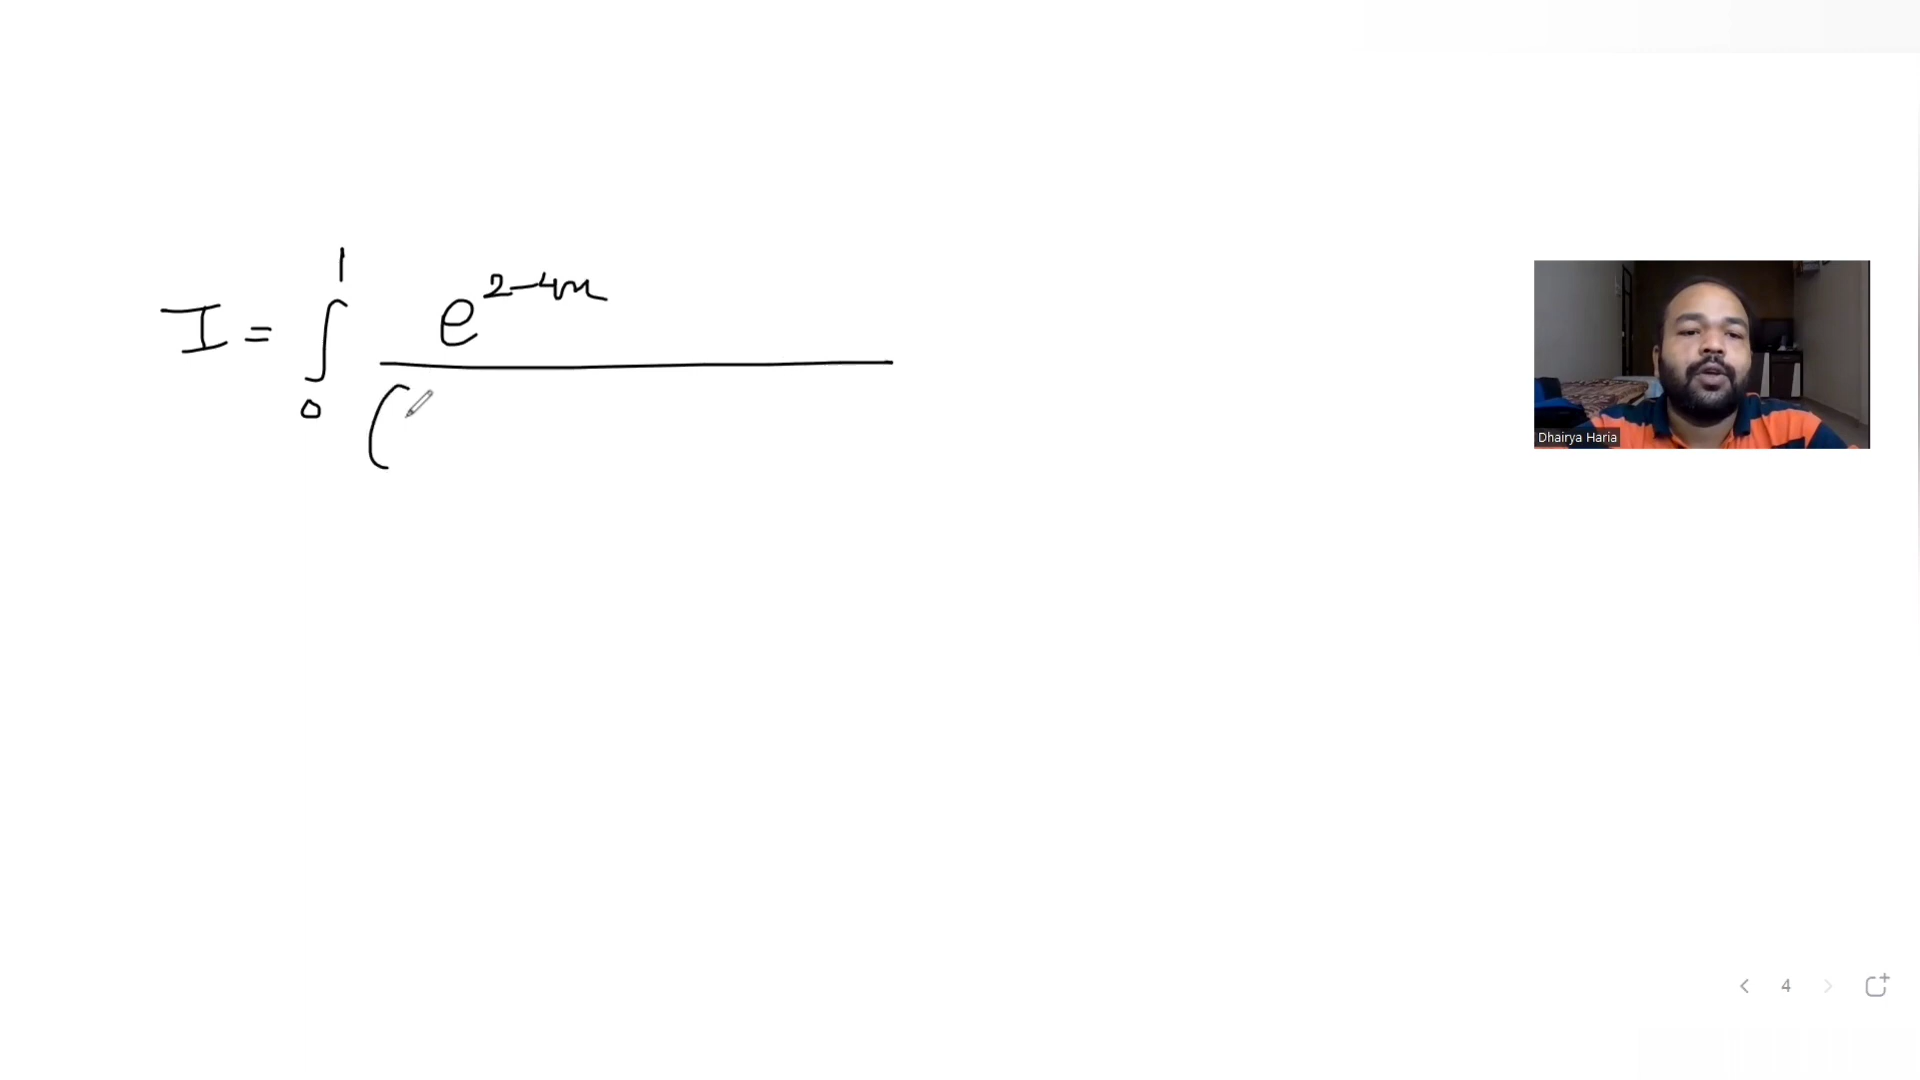 I = ∫₀¹ e^{2-4x} / (
Dhairya Haria
4